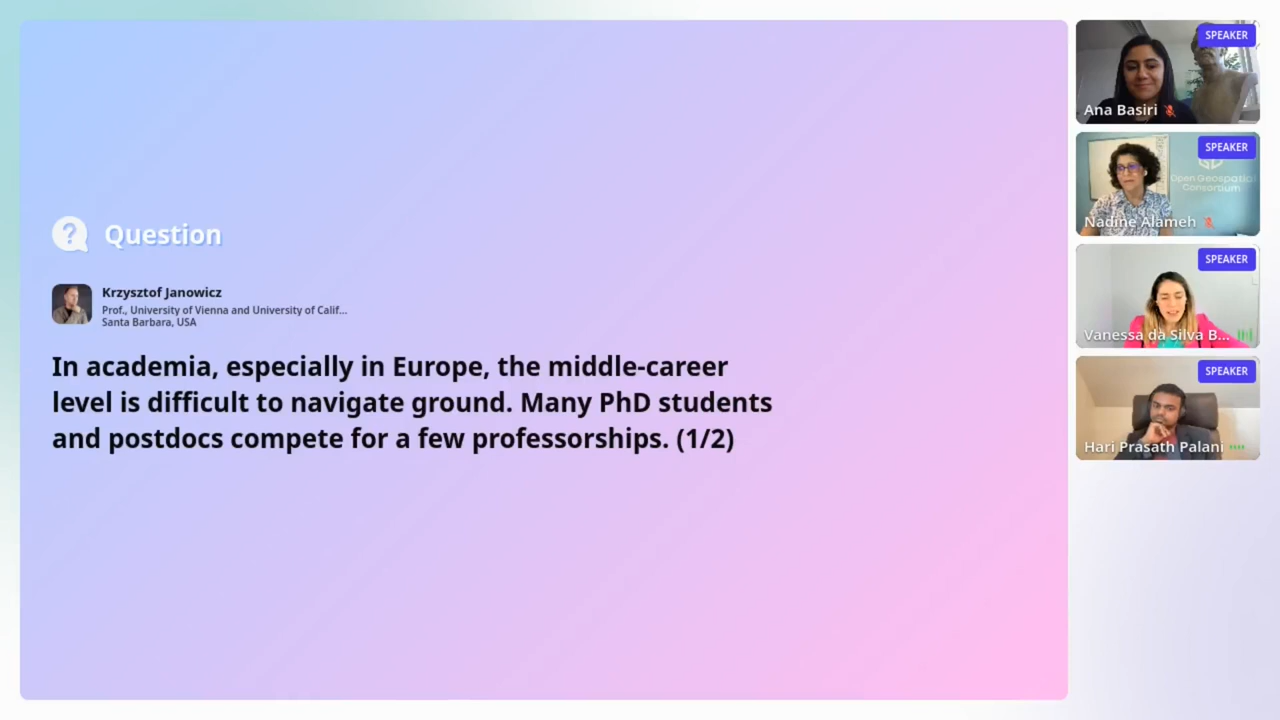 Question
Krzysztof Janowicz
Prof., University of Vienna and University of Calif...
Santa Barbara, USA
In academia, especially in Europe, the middle-career
level is difficult to navigate ground. Many PhD students
and postdocs compete for a few professorships. (1/2)
SPEAKER
Ana Basiri
SPEAKER
Open Geospatial
Consortium
Nadine Alameh
SPEAKER
Vanessa da Silva B...
SPEAKER
Hari Prasath Palani